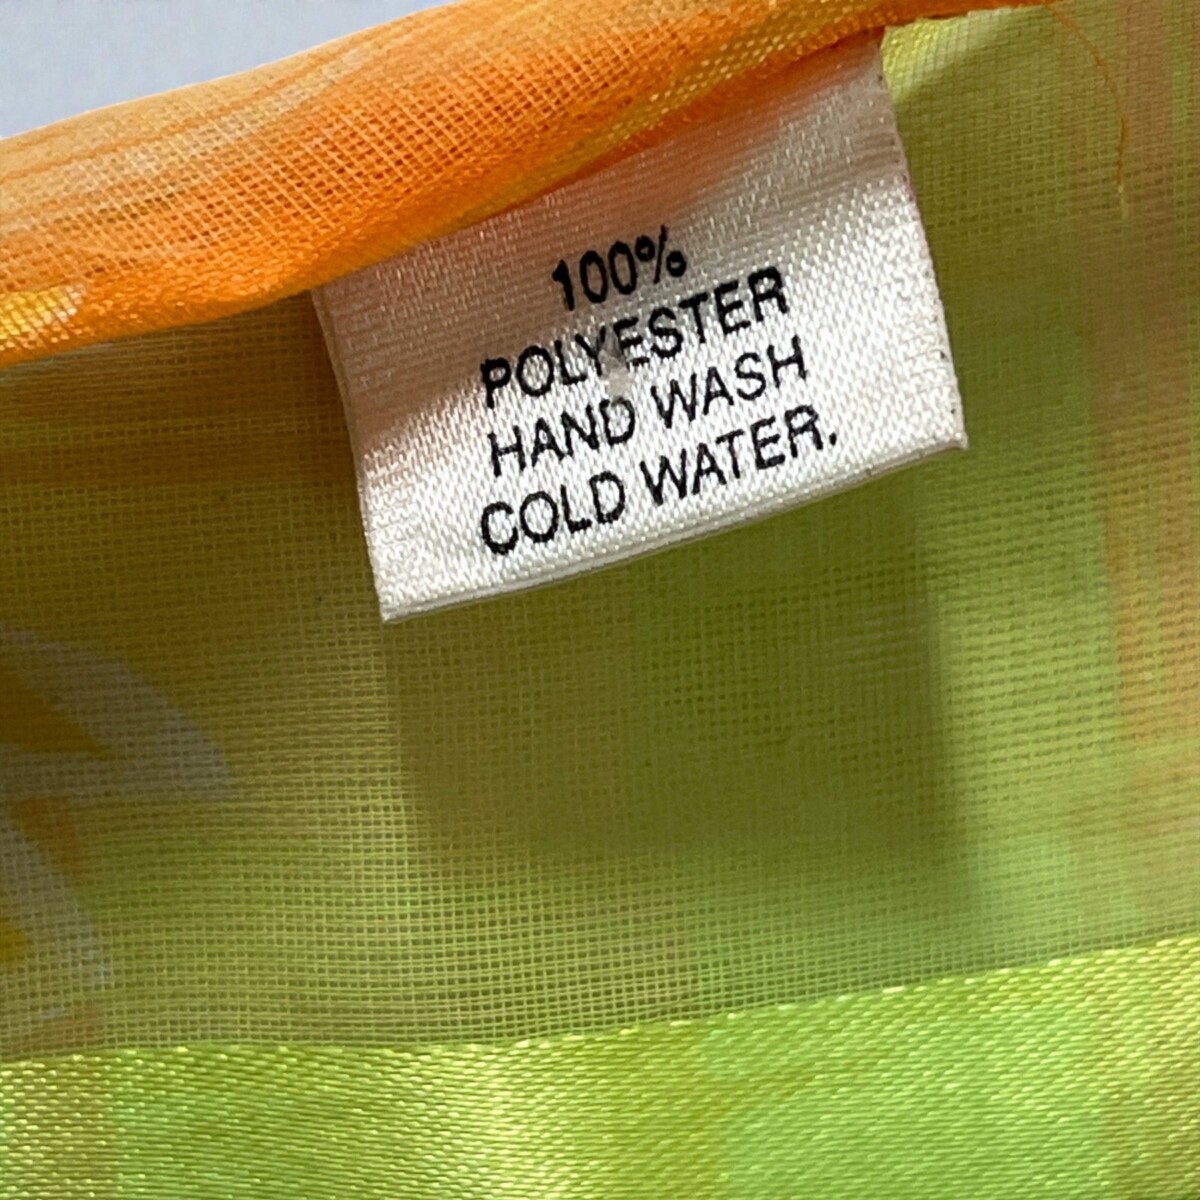 100%
POLYESTER
HAND WASH
COLD WATER.